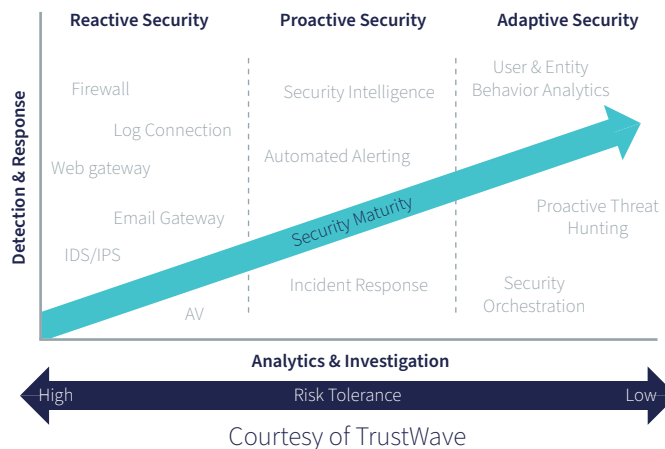 Reactive Security
Proactive Security
Adaptive Security
Detection & Response
Firewall
Log Connection
Web gateway
Email Gateway
IDS/IPS
AV
Security Intelligence
Automated Alerting
Security Maturity
Incident Response
User & Entity
Behavior Analytics
Proactive Threat
Hunting
Security
Orchestration
Analytics & Investigation
High
Risk Tolerance
Low
Courtesy of TrustWave